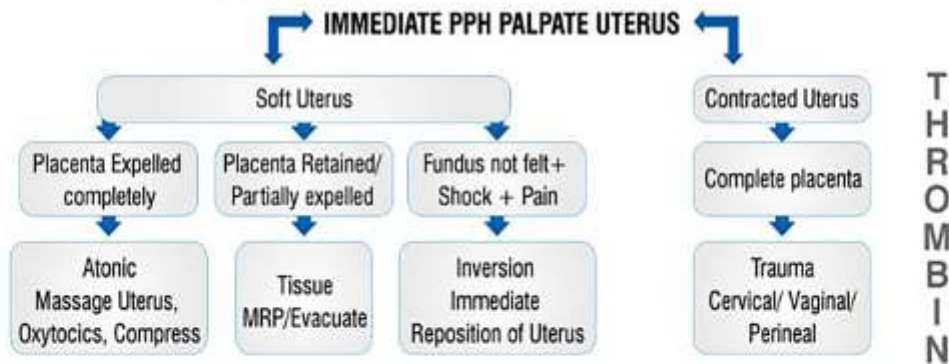 IMMEDIATE PPH PALPATE UTERUS
Soft Uterus
Contracted Uterus
Placenta Expelled
completely
Placenta Retained/
Partially expelled
Fundus not felt+
Shock + Pain
Complete placenta
Atonic
Massage Uterus,
Oxytocics, Compress
Tissue
MRP/Evacuate
Inversion
Immediate
Reposition of Uterus
Trauma
Cervical/ Vaginal/
Perineal
T
H
R
O
M
B
I
N